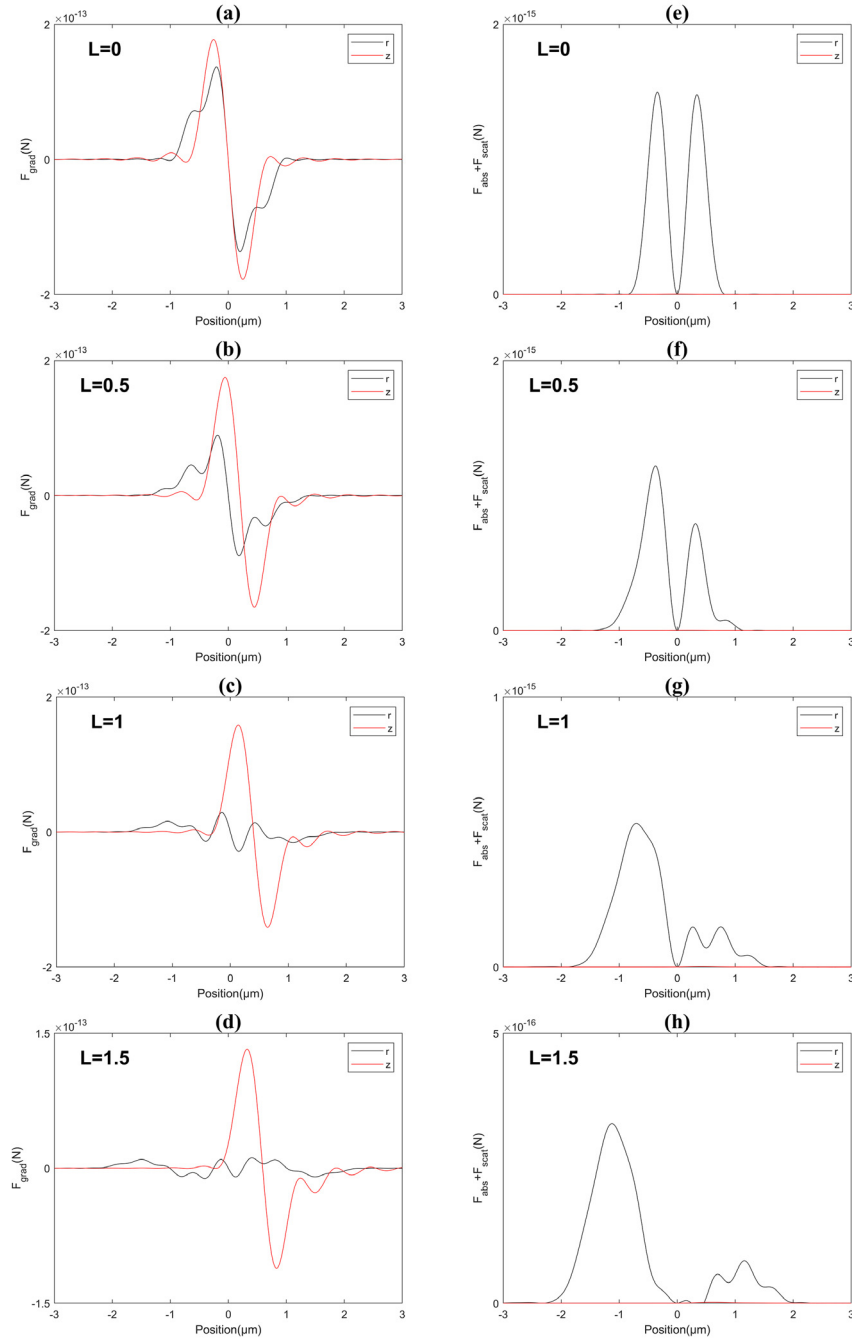 (a)
×10⁻¹³
2
L=0
r
z
F_grad(N)
0
-2
-3 -2 -1 0 1 2 3
Position(μm)
(e)
×10⁻¹⁵
2
L=0
r
z
F_abs+F_scat(N)
0
-3 -2 -1 0 1 2 3
Position(μm)
(b)
×10⁻¹³
2
L=0.5
r
z
F_grad(N)
0
-2
-3 -2 -1 0 1 2 3
Position(μm)
(f)
×10⁻¹⁵
2
L=0.5
r
z
F_abs+F_scat(N)
0
-3 -2 -1 0 1 2 3
Position(μm)
(c)
×10⁻¹³
2
L=1
r
z
F_grad(N)
0
-2
-3 -2 -1 0 1 2 3
Position(μm)
(g)
×10⁻¹⁵
1
L=1
r
z
F_abs+F_scat(N)
0
-3 -2 -1 0 1 2 3
Position(μm)
(d)
×10⁻¹³
1.5
L=1.5
r
z
F_grad(N)
0
-1.5
-3 -2 -1 0 1 2 3
Position(μm)
(h)
×10⁻¹⁶
5
L=1.5
r
z
F_abs+F_scat(N)
0
-3 -2 -1 0 1 2 3
Position(μm)